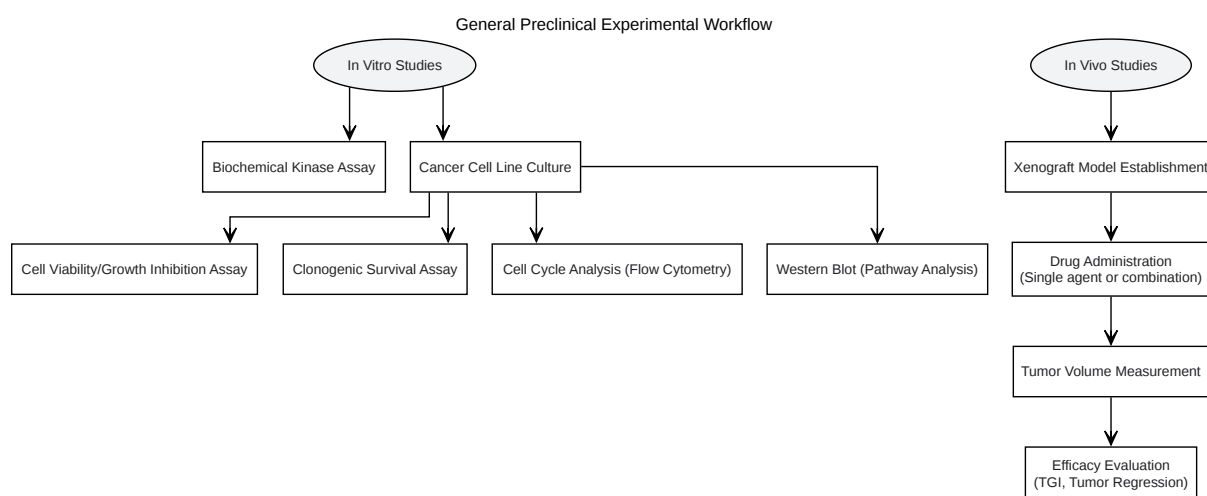 General Preclinical Experimental Workflow
In Vitro Studies
In Vivo Studies
Biochemical Kinase Assay
Cancer Cell Line Culture
Xenograft Model Establishment
Cell Viability/Growth Inhibition Assay
Clonogenic Survival Assay
Cell Cycle Analysis (Flow Cytometry)
Western Blot (Pathway Analysis)
Drug Administration
(Single agent or combination)
Tumor Volume Measurement
Efficacy Evaluation
(TGI, Tumor Regression)